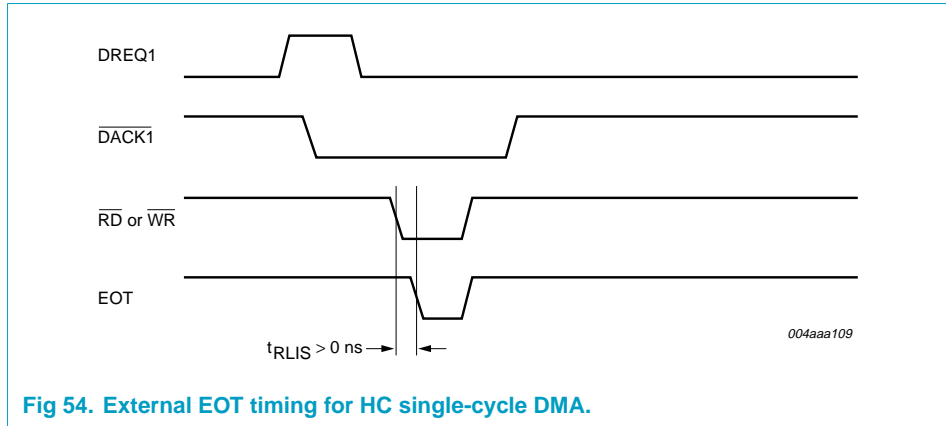 DREQ1
DACK1
RD or WR
EOT
tRLIS > 0 ns
004aaa109
Fig 54. External EOT timing for HC single-cycle DMA.